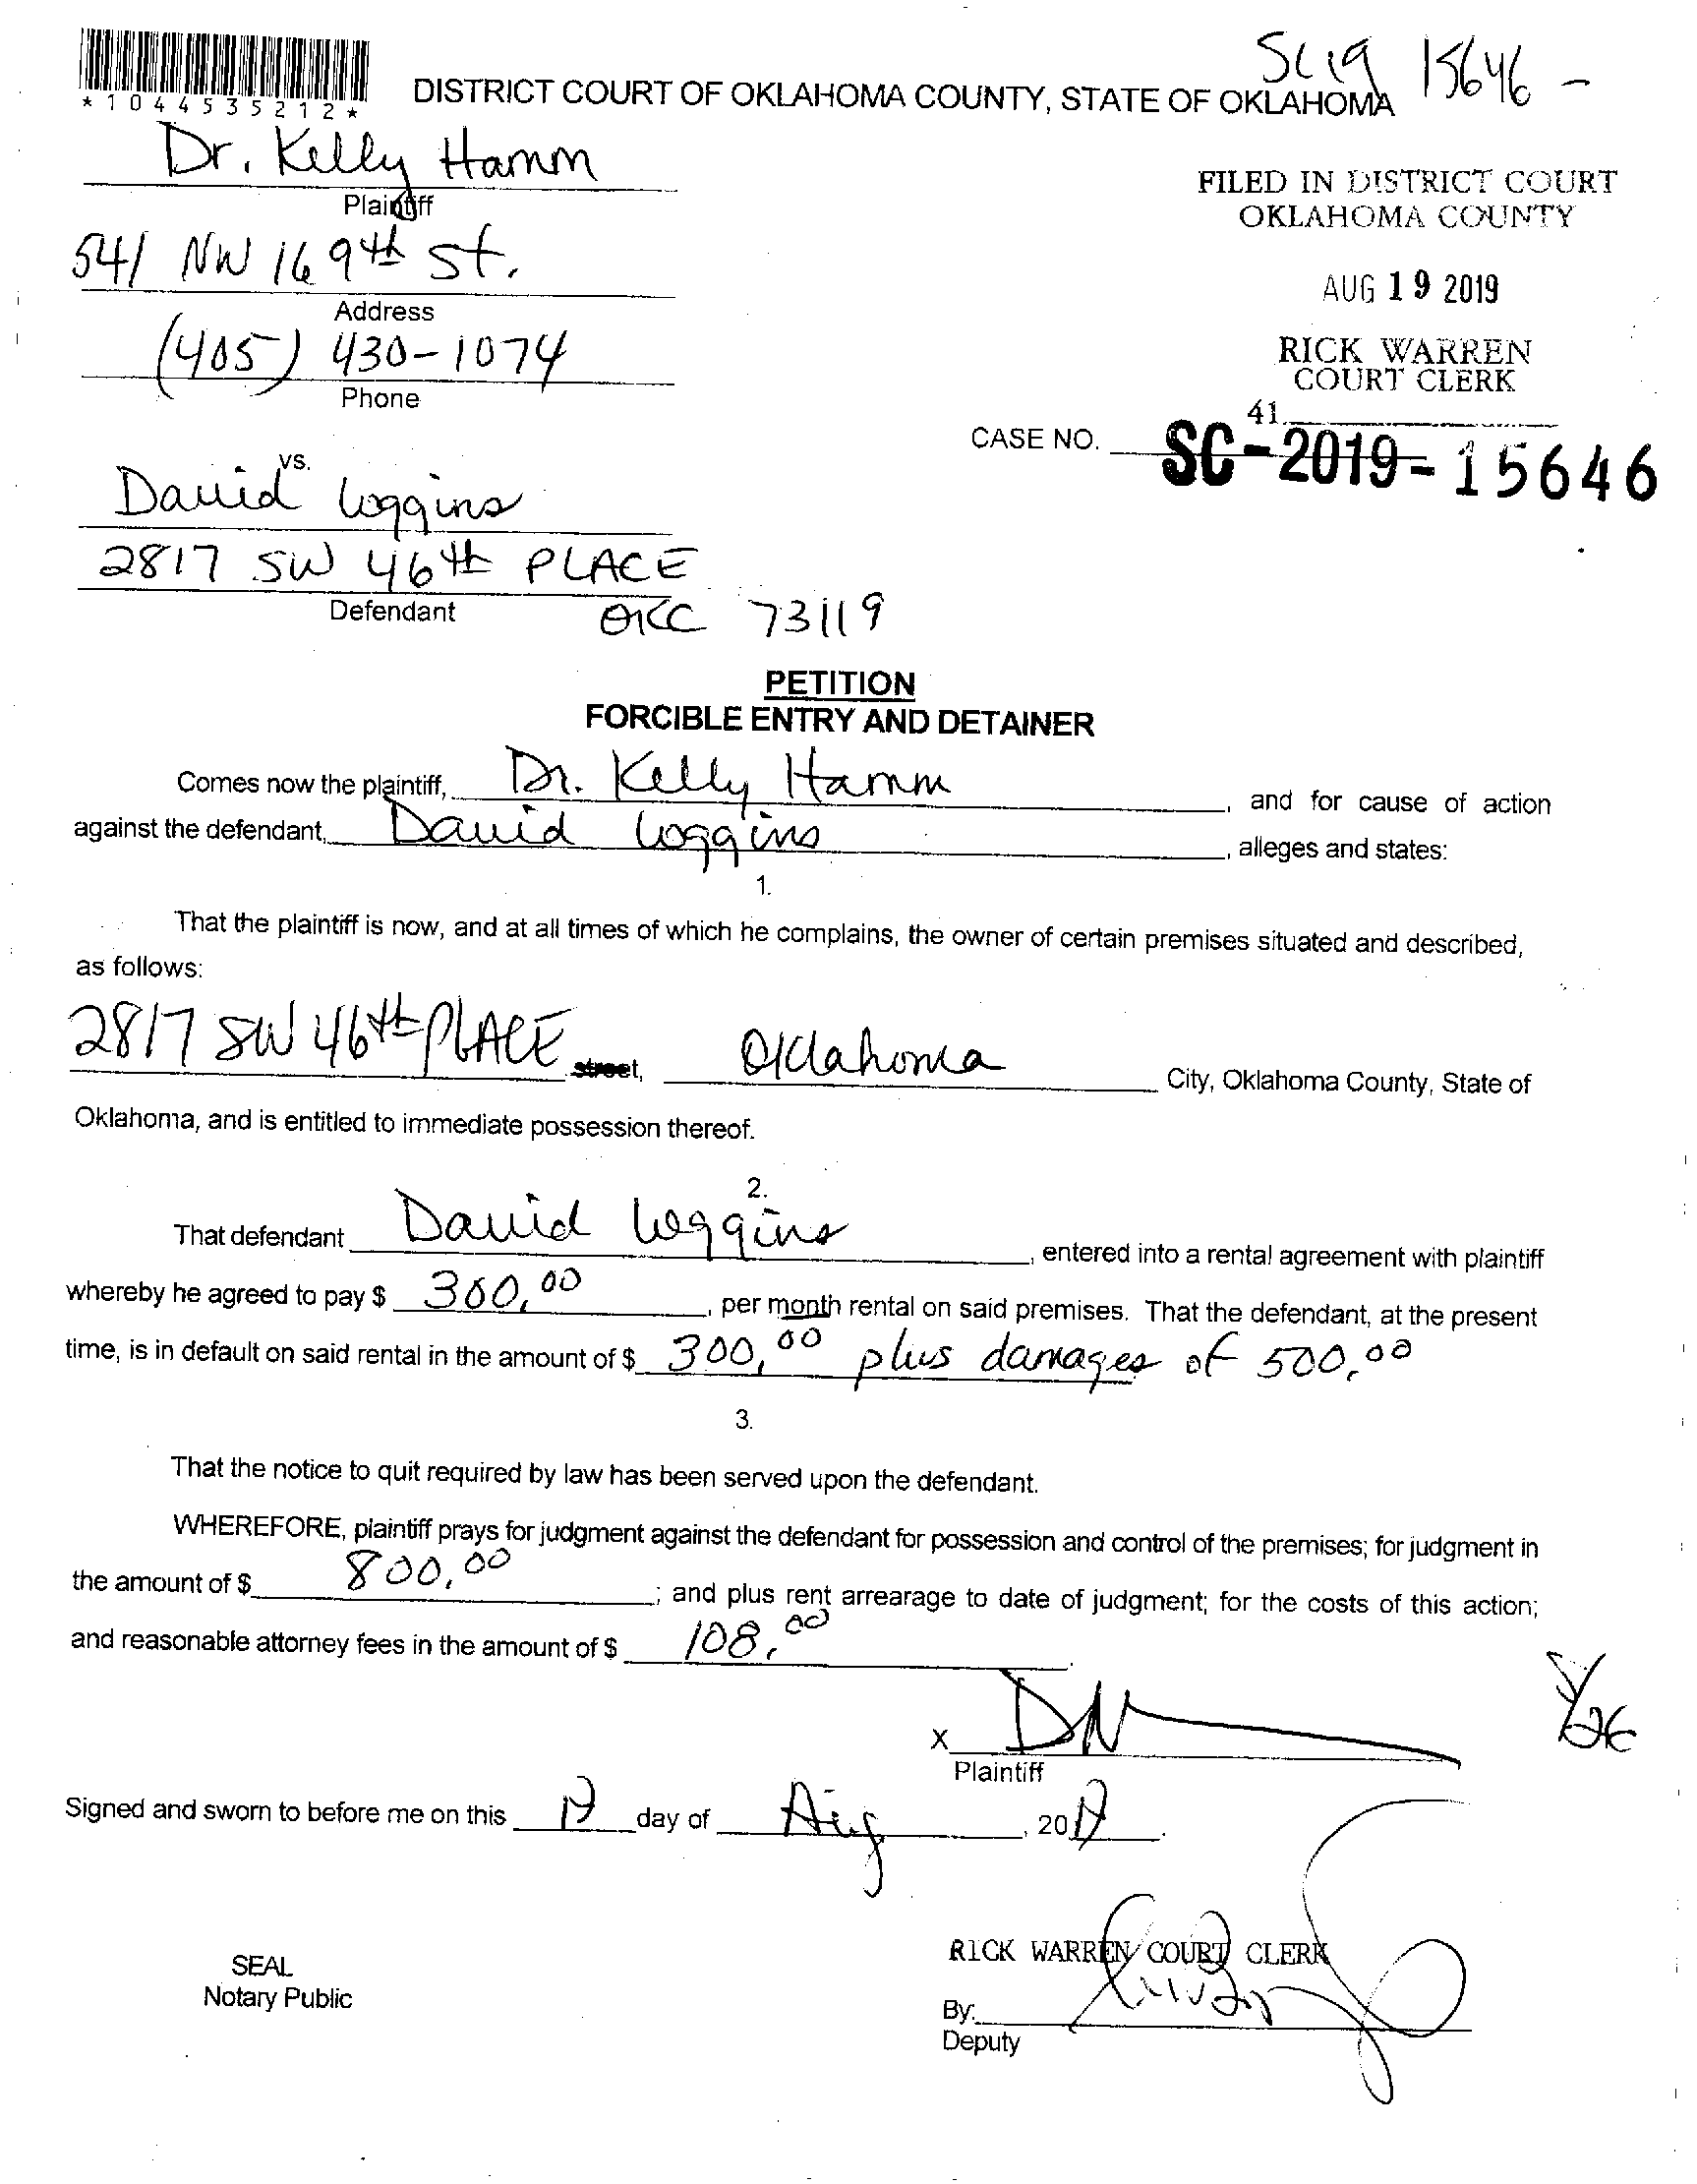 SC19 15646 -
*1044535212*
DISTRICT COURT OF OKLAHOMA COUNTY, STATE OF OKLAHOMA
Dr. Kelly Hamm
Plaintiff
541 NW 169th St.
Address
(405) 430-1074
Phone
FILED IN DISTRICT COURT
OKLAHOMA COUNTY
AUG 19 2019
RICK WARREN
COURT CLERK
41
CASE NO. SC-2019-15646
vs.
David Loggins
2817 SW 46th PLACE
Defendant OKC 73119
PETITION
FORCIBLE ENTRY AND DETAINER
Comes now the plaintiff, Dr. Kelly Hamm, and for cause of action
against the defendant, David Loggins, alleges and states:
1.
That the plaintiff is now, and at all times of which he complains, the owner of certain premises situated and described,
as follows:
2817 SW 46th PLACE street, Oklahoma City, Oklahoma County, State of
Oklahoma, and is entitled to immediate possession thereof.
2.
That defendant David Loggins, entered into a rental agreement with plaintiff
whereby he agreed to pay $ 300.00, per month rental on said premises. That the defendant, at the present
time, is in default on said rental in the amount of $ 300.00 plus damages of 500.00
3.
That the notice to quit required by law has been served upon the defendant.
WHEREFORE, plaintiff prays for judgment against the defendant for possession and control of the premises; for judgment in
the amount of $ 800.00; and plus rent arrearage to date of judgment; for the costs of this action;
and reasonable attorney fees in the amount of $ 108.00.
X
Plaintiff
Signed and sworn to before me on this 19 day of Aug, 2019.
SEAL
Notary Public
RICK WARREN COURT CLERK
By:
Deputy